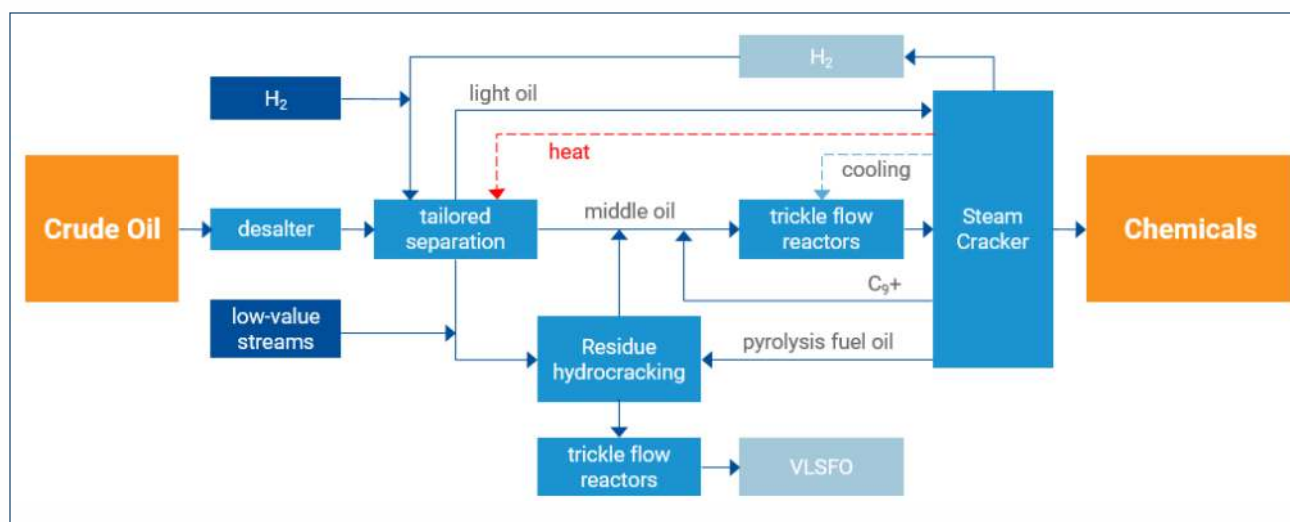 H₂
H₂
light oil
heat
cooling
Crude Oil
desalter
tailored
separation
middle oil
trickle flow
reactors
Steam
Cracker
Chemicals
C₉+
low-value
streams
Residue
hydrocracking
pyrolysis fuel oil
trickle flow
reactors
VLSFO